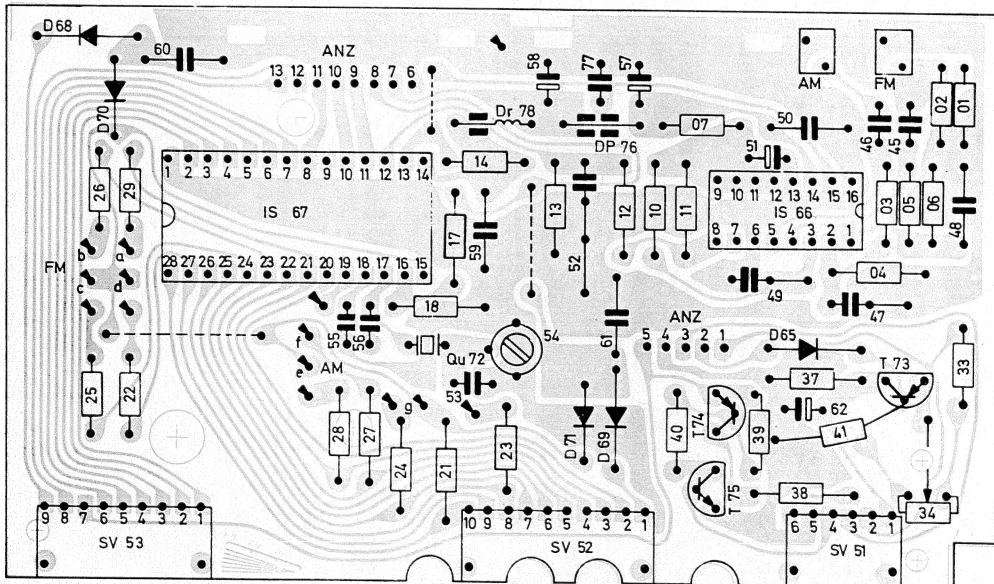 D 68
60
ANZ
13 12 11 10 9 8 7 6
58
77
57
AM
FM
D70
Dr 78
DP 76
07
50
46
45
02
01
51
26
29
1 2 3 4 5 6 7 8 9 10 11 12 13 14
IS 67
28 27 26 25 24 23 22 21 20 19 18 17 16 15
14
17
59
13
52
12
10
11
9 10 11 12 13 14 15 16
IS 66
8 7 6 5 4 3 2 1
03
05
06
48
FM
b
a
c
d
04
49
47
18
55
56
f
e
AM
Qu 72
54
53
61
ANZ
5 4 3 2 1
D65
T 73
33
37
62
25
22
28
27
g
24
21
23
D 71
D 69
40
T 74
39
41
T 75
38
34
9 8 7 6 5 4 3 2 1
SV 53
10 9 8 7 6 5 4 3 2 1
SV 52
6 5 4 3 2 1
SV 51